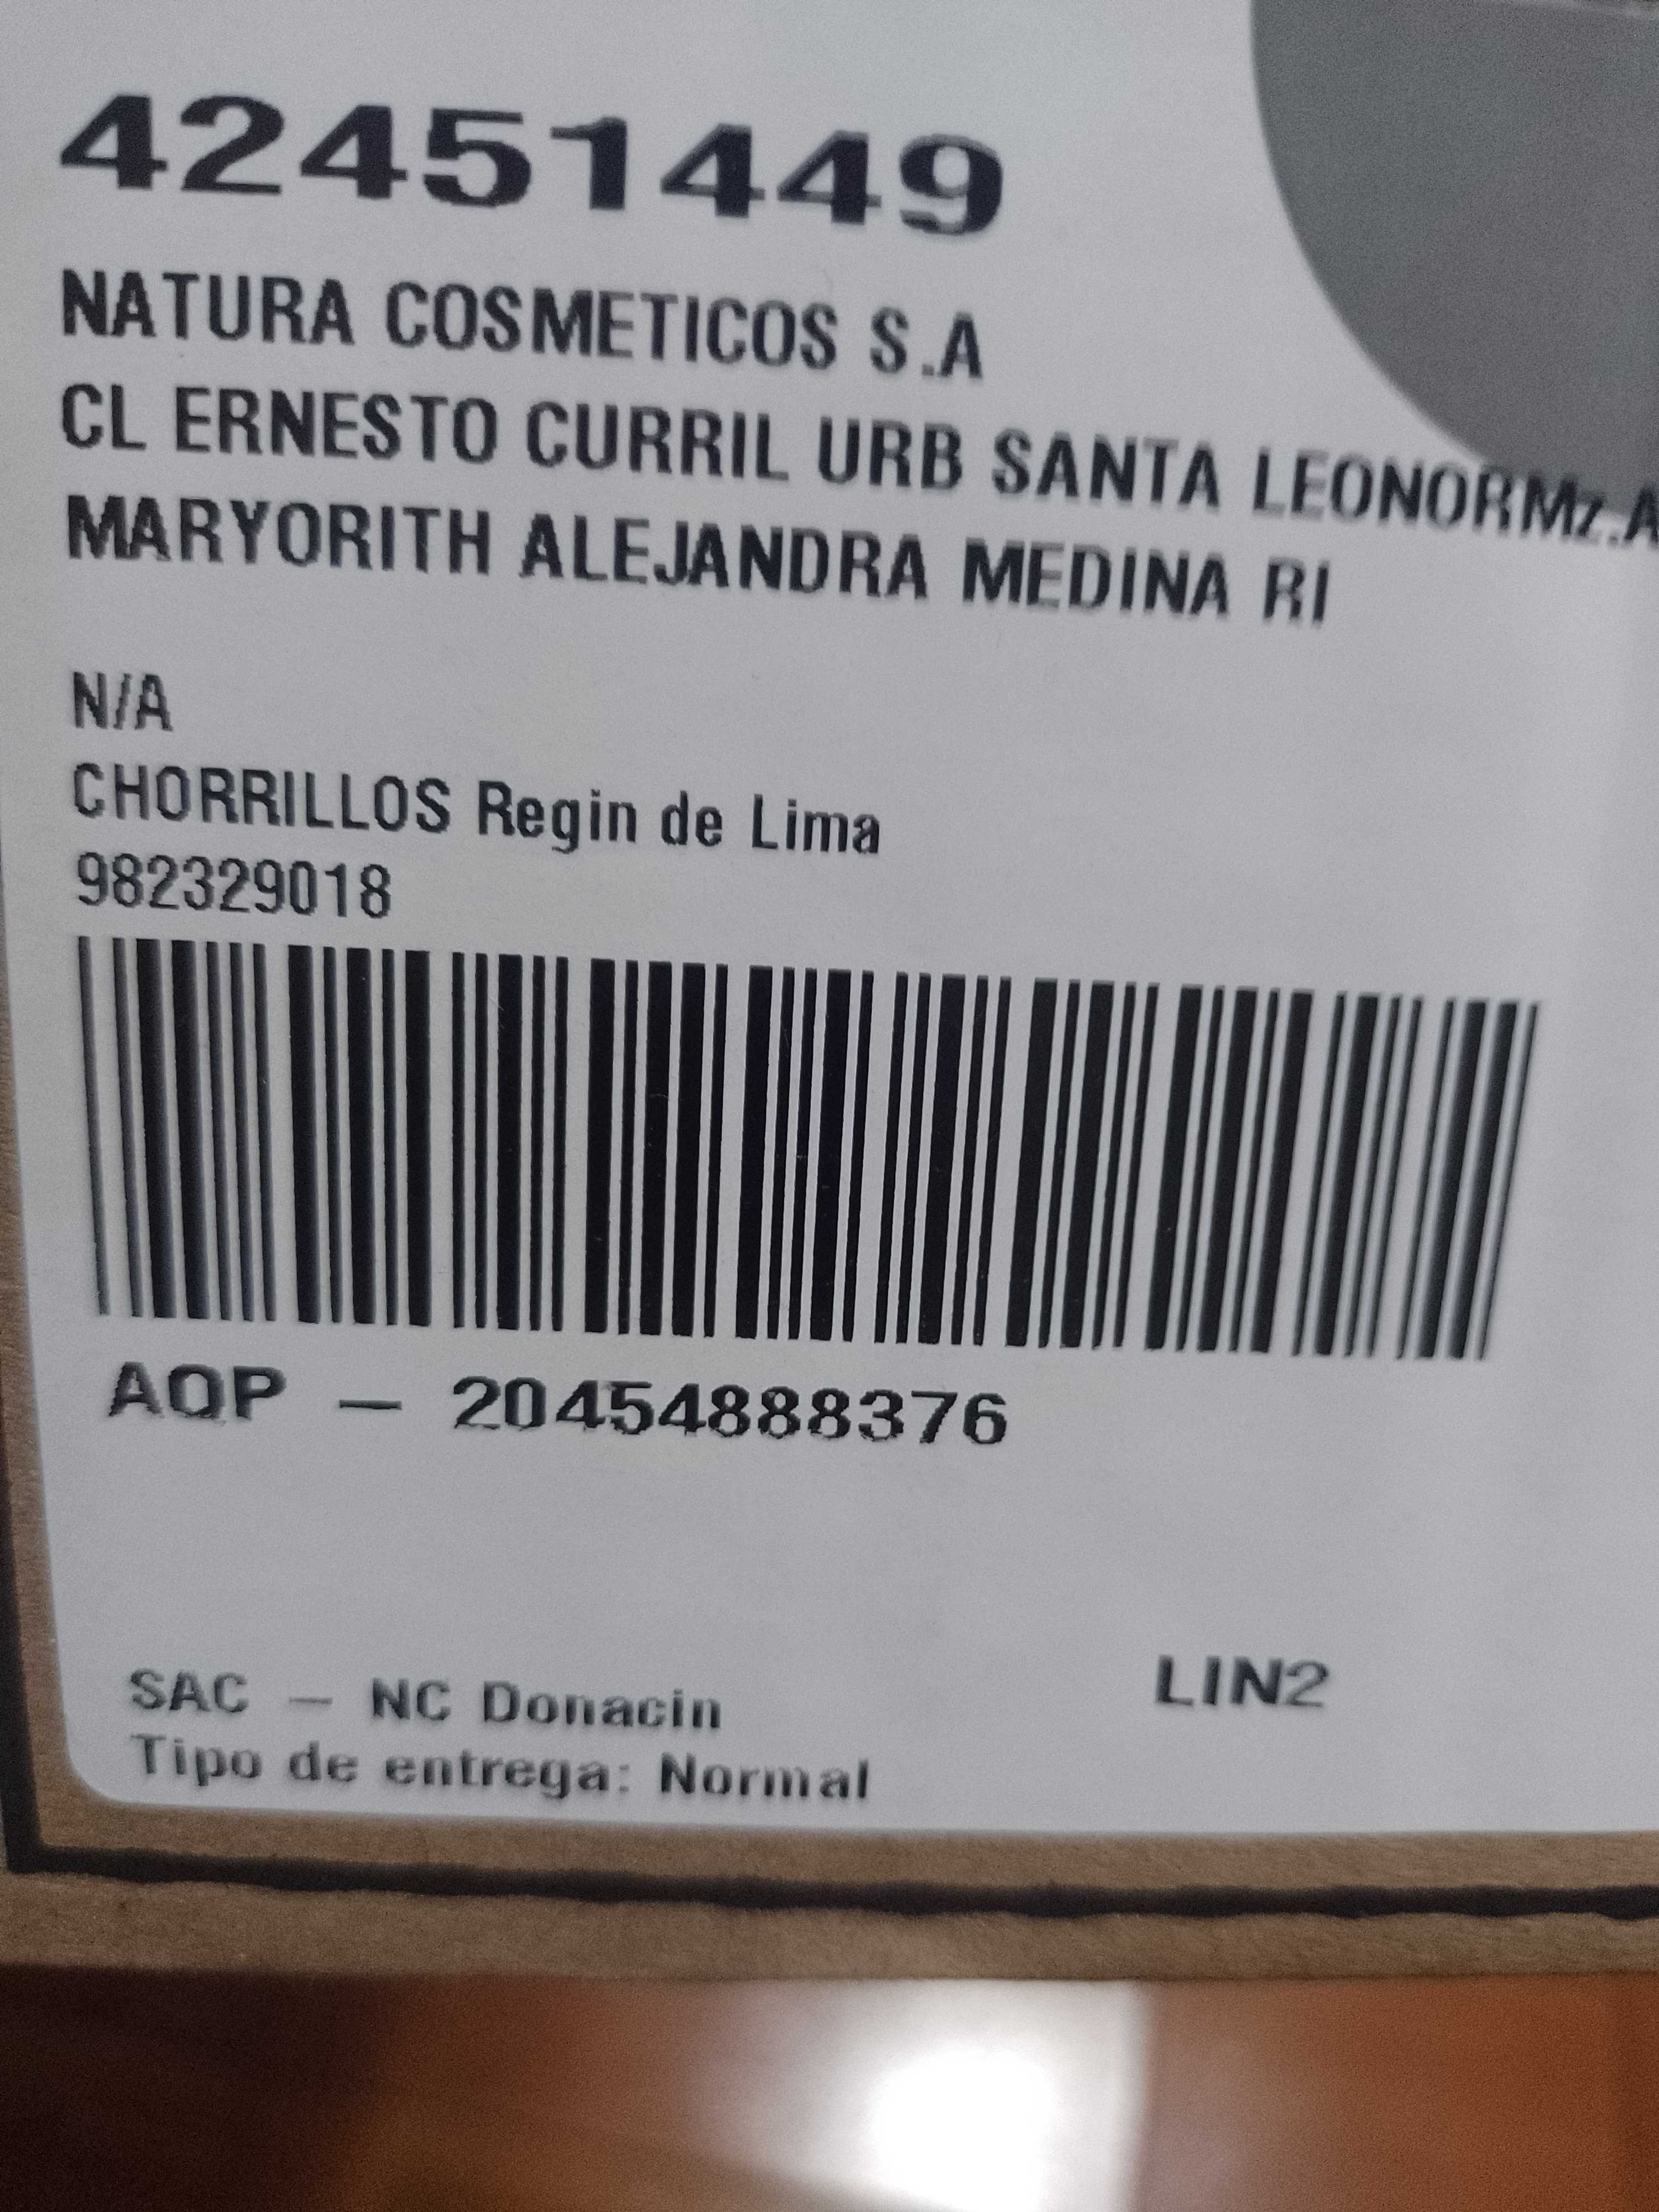 42451449
NATURA COSMETICOS S.A
CL ERNESTO CURRIL URB SANTA LEONORMz.A
MARYORITH ALEJANDRA MEDINA RI
N/A
CHORRILLOS Regin de Lima
982329018
AQP - 20454888376
SAC - NC Donacin
LIN2
Tipo de entrega: Normal